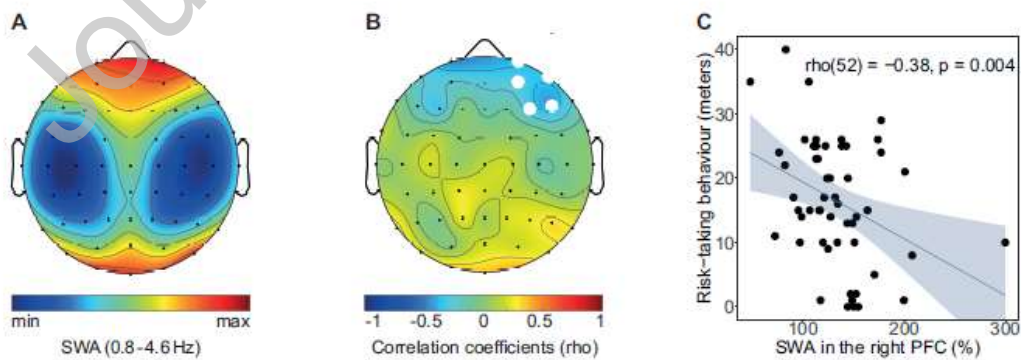 A
B
C
Jou
min
max
SWA (0.8-4.6 Hz)
-1
-0.5
0
0.5
1
Correlation coefficients (rho)
rho(52) = −0.38, p = 0.004
Risk−taking behaviour (meters)
40
30
20
10
0
100
200
300
SWA in the right PFC (%)